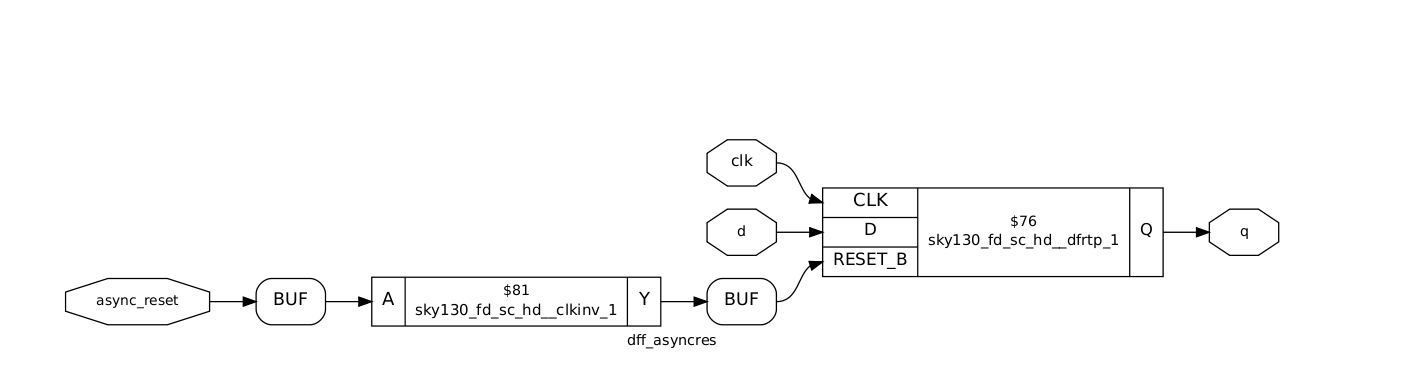 clk
CLK
$76
d
D
sky130_fd_sc_hd__dfrtp_1
Q
q
RESET_B
async_reset
BUF
A
$81
sky130_fd_sc_hd__clkinv_1
Y
BUF
dff_asyncres